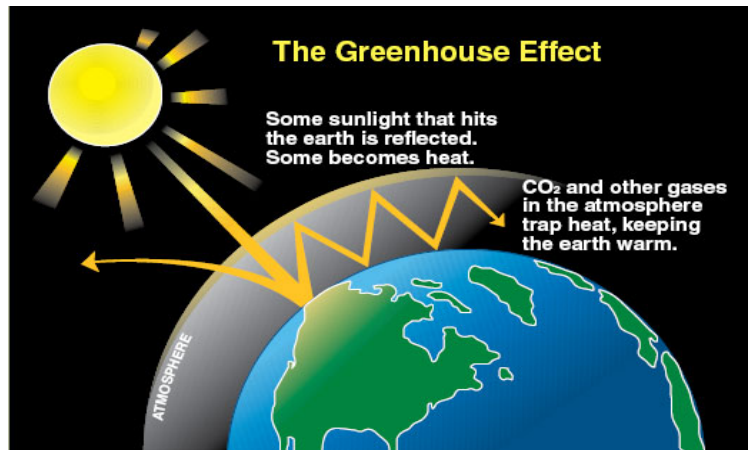 The Greenhouse Effect
Some sunlight that hits
the earth is reflected.
Some becomes heat.
CO₂ and other gases
in the atmosphere
trap heat, keeping
the earth warm.
ATMOSPHERE